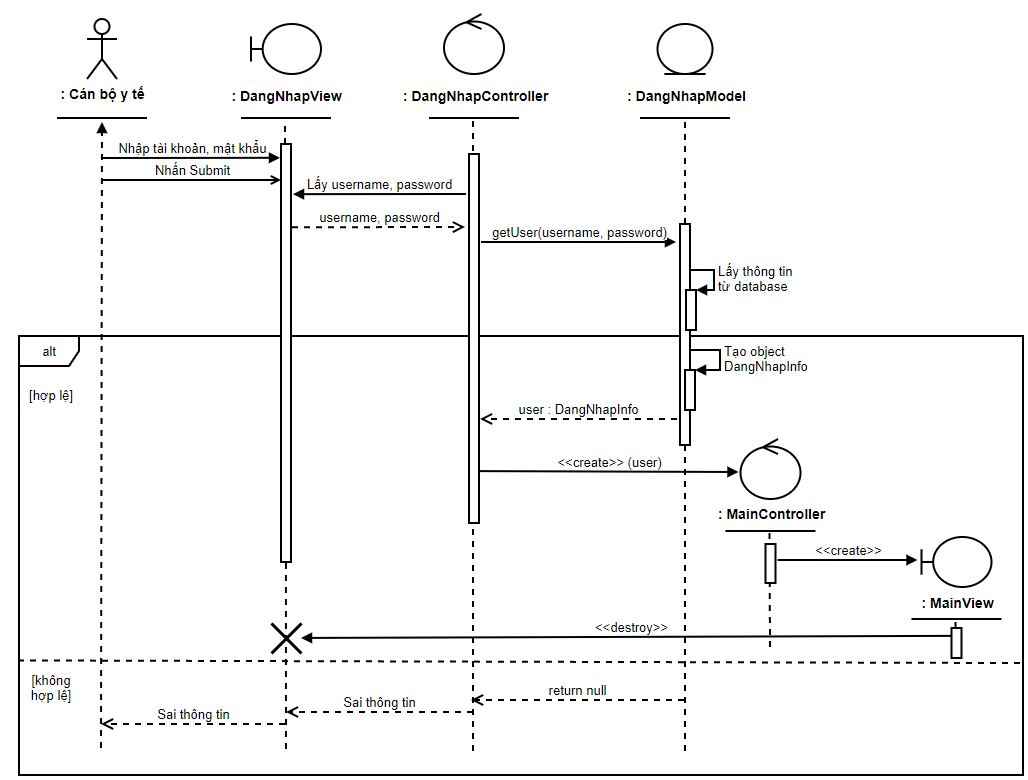 : Cán bộ y tế
: DangNhapView
: DangNhapController
: DangNhapModel
Nhập tài khoản, mật khẩu
Nhấn Submit
Lấy username, password
username, password
getUser(username, password)
Lấy thông tin
từ database
alt
[hợp lệ]
Tạo object
DangNhapInfo
user : DangNhapInfo
<<create>> (user)
: MainController
<<create>>
: MainView
<<destroy>>
[không
hợp lệ]
return null
Sai thông tin
Sai thông tin